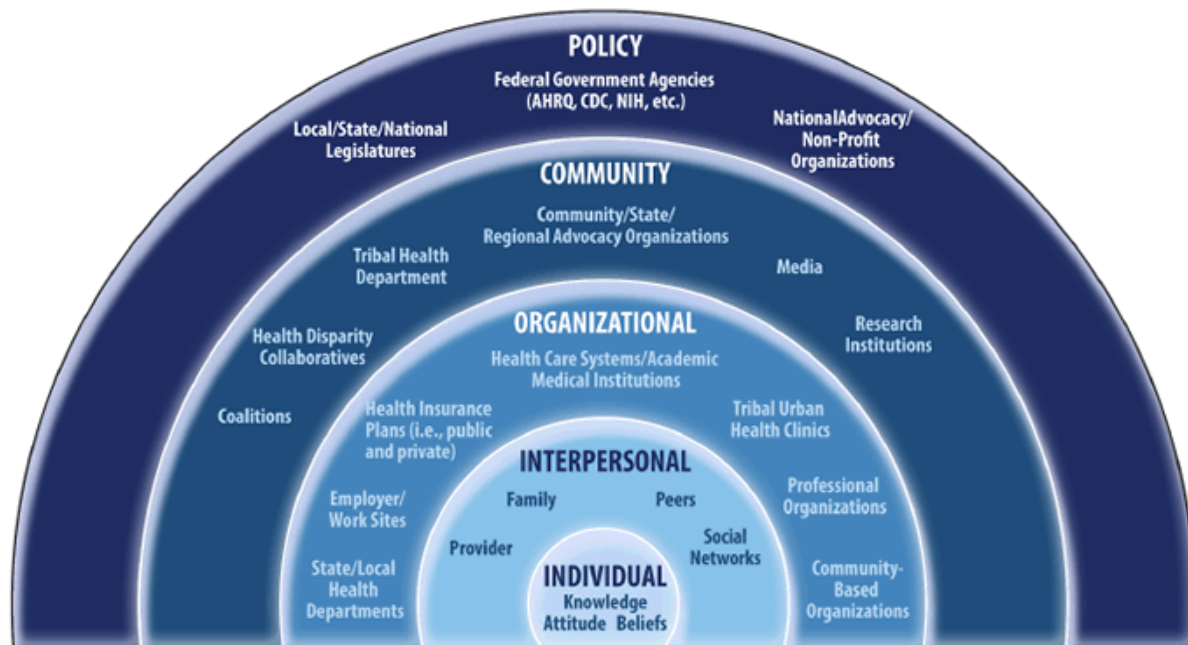 POLICY
Federal Government Agencies
(AHRQ, CDC, NIH, etc.)
Local/State/National
Legislatures
NationalAdvocacy/
Non-Profit
Organizations
COMMUNITY
Community/State/
Regional Advocacy Organizations
Tribal Health
Department
Media
Health Disparity
Collaboratives
Research
Institutions
Coalitions
ORGANIZATIONAL
Health Care Systems/Academic
Medical Institutions
Health Insurance
Plans (i.e., public
and private)
Tribal Urban
Health Clinics
Employer/
Work Sites
Professional
Organizations
State/Local
Health
Departments
Community-
Based
Organizations
INTERPERSONAL
Family
Peers
Provider
Social
Networks
INDIVIDUAL
Knowledge
Attitude Beliefs